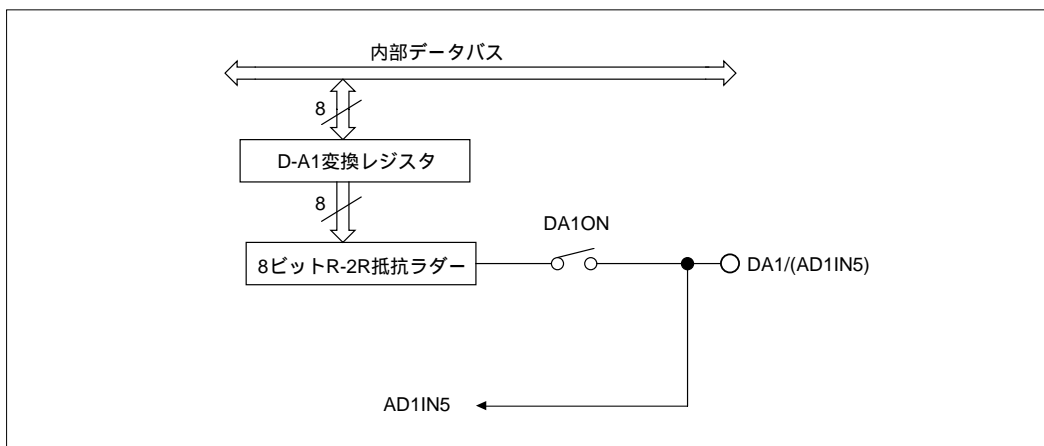 内部データバス
8
D-A1変換レジスタ
8
DA1ON
8ビットR-2R抵抗ラダー
DA1/(AD1IN5)
AD1IN5